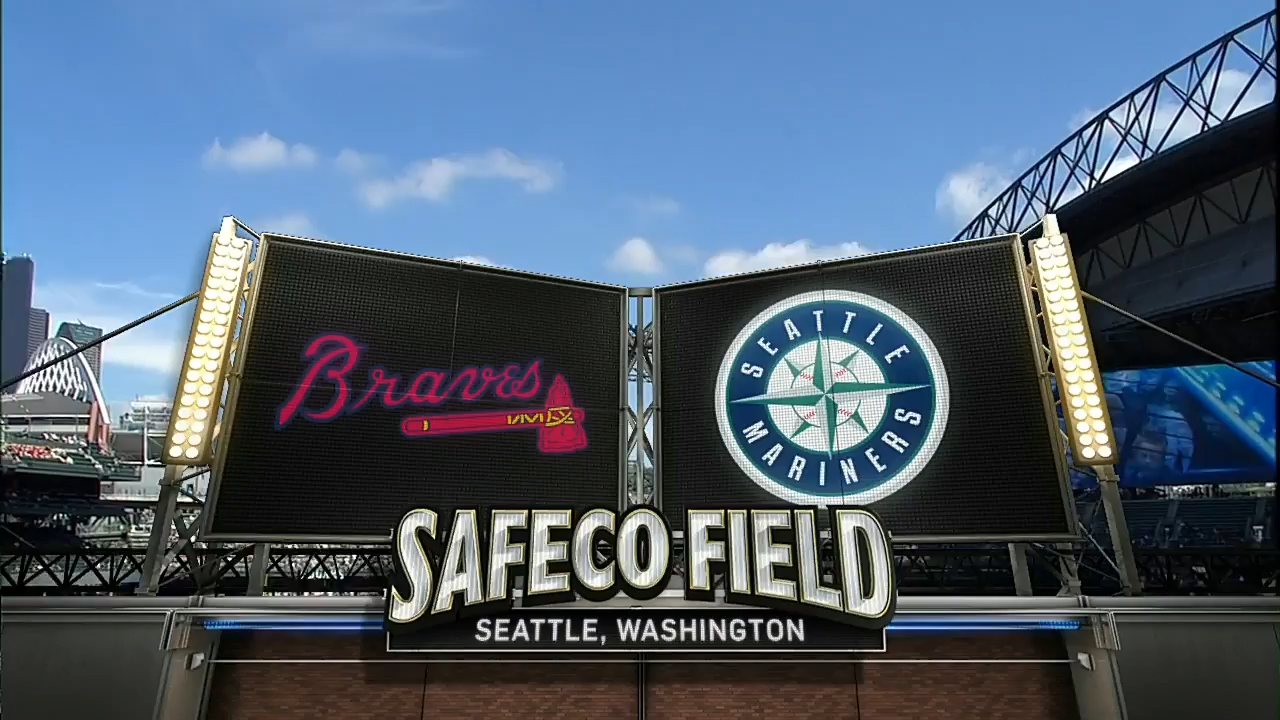 Braves
SEATTLE
MARINERS
SAFECO FIELD
SEATTLE, WASHINGTON